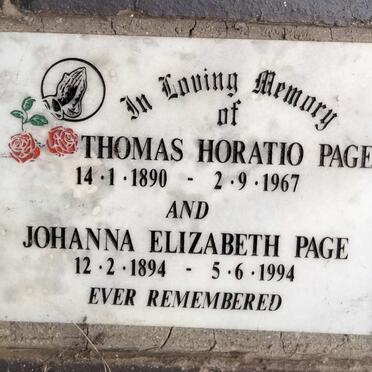 In Loving Memory
of
THOMAS HORATIO PAGE
14·1·1890 - 2·9·1967
AND
JOHANNA ELIZABETH PAGE
12·2·1894 - 5·6·1994
EVER REMEMBERED